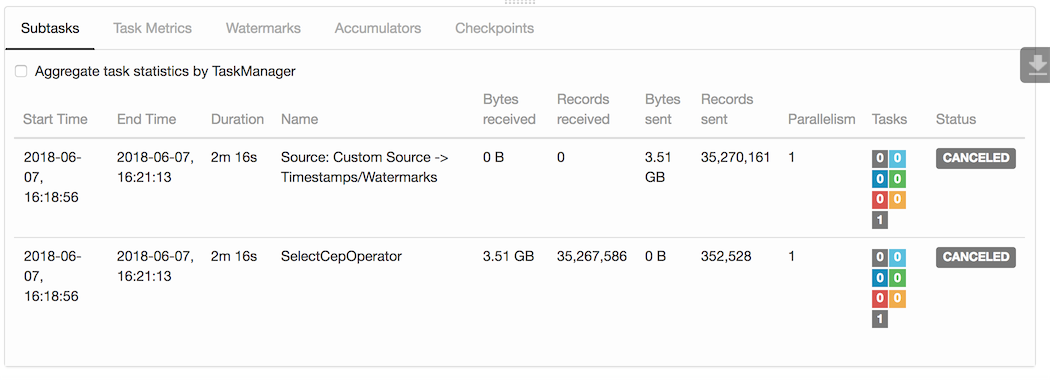 Subtasks Task Metrics Watermarks Accumulators Checkpoints
Aggregate task statistics by TaskManager
Bytes Records Bytes Records
Start Time End Time Duration Name received received sent sent Parallelism Tasks Status
2018-06- 2018-06-07, 2m 16s Source: Custom Source -> 0 B 0 3.51 35,270,161 1 0 0 CANCELED
07, 16:21:13 Timestamps/Watermarks GB 0 0
16:18:56 0 0
1
2018-06- 2018-06-07, 2m 16s SelectCepOperator 3.51 GB 35,267,586 0 B 352,528 1 0 0 CANCELED
07, 16:21:13 0 0
16:18:56 0 0
1